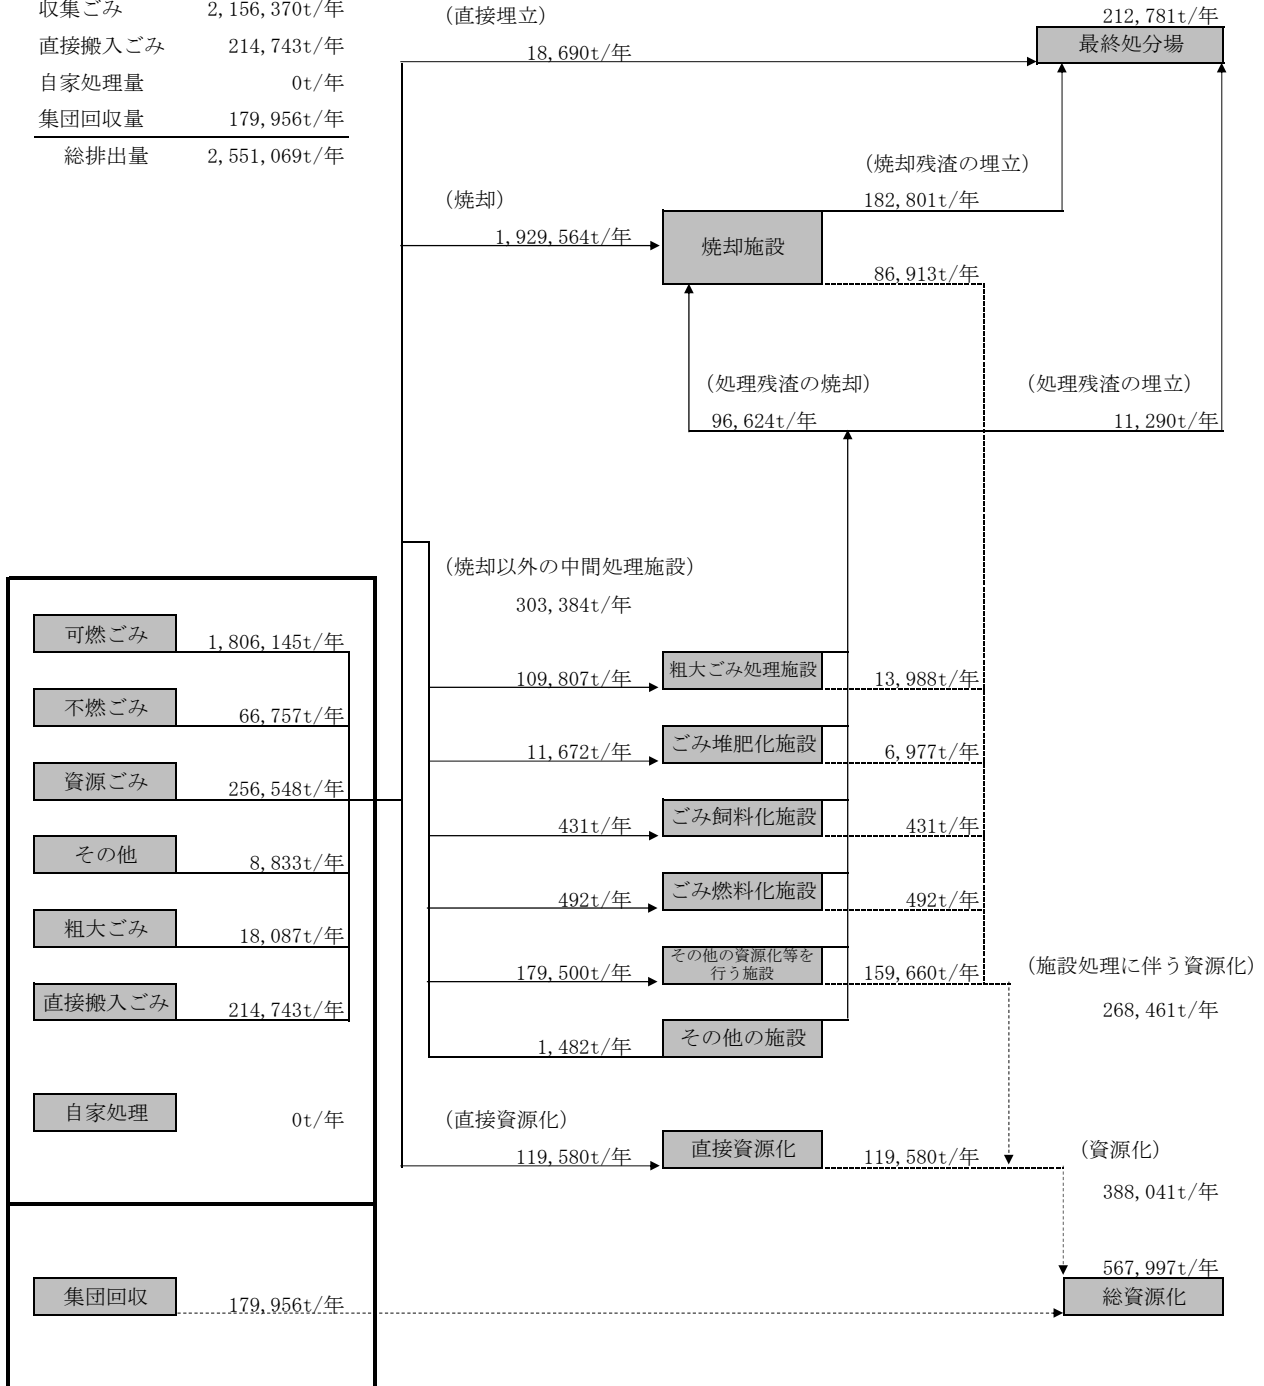 収集ごみ 2,156,370t/年
直接搬入ごみ 214,743t/年
自家処理量 0t/年
集団回収量 179,956t/年
総排出量 2,551,069t/年
(直接埋立)
18,690t/年
212,781t/年
最終処分場
(焼却残渣の埋立)
182,801t/年
(焼却)
1,929,564t/年
焼却施設
86,913t/年
(処理残渣の焼却)
96,624t/年
(処理残渣の埋立)
11,290t/年
(焼却以外の中間処理施設)
303,384t/年
可燃ごみ 1,806,145t/年
不燃ごみ 66,757t/年
資源ごみ 256,548t/年
その他 8,833t/年
粗大ごみ 18,087t/年
直接搬入ごみ 214,743t/年
自家処理 0t/年
109,807t/年 粗大ごみ処理施設 13,988t/年
11,672t/年 ごみ堆肥化施設 6,977t/年
431t/年 ごみ飼料化施設 431t/年
492t/年 ごみ燃料化施設 492t/年
179,500t/年 その他の資源化等を
行う施設 159,660t/年
1,482t/年 その他の施設
(施設処理に伴う資源化)
268,461t/年
(直接資源化)
119,580t/年 直接資源化 119,580t/年
(資源化)
388,041t/年
567,997t/年
総資源化
集団回収 179,956t/年